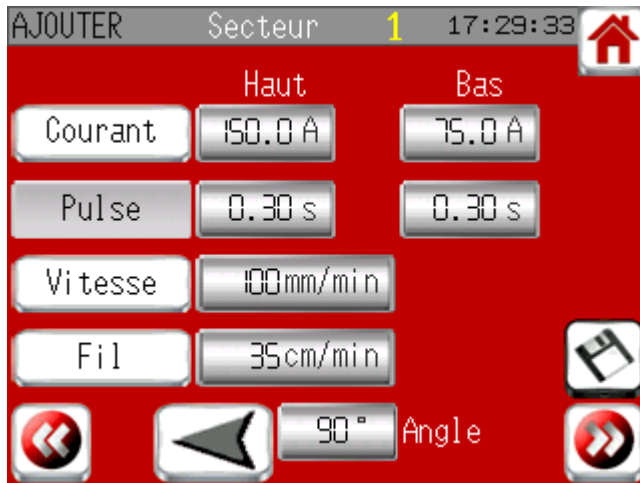 AJOUTER Secteur 1 17:29:33
Haut Bas
Courant 150.0 A 75.0 A
Pulse 0.30 s 0.30 s
Vitesse 100mm/min
Fil 35cm/min
90° Angle